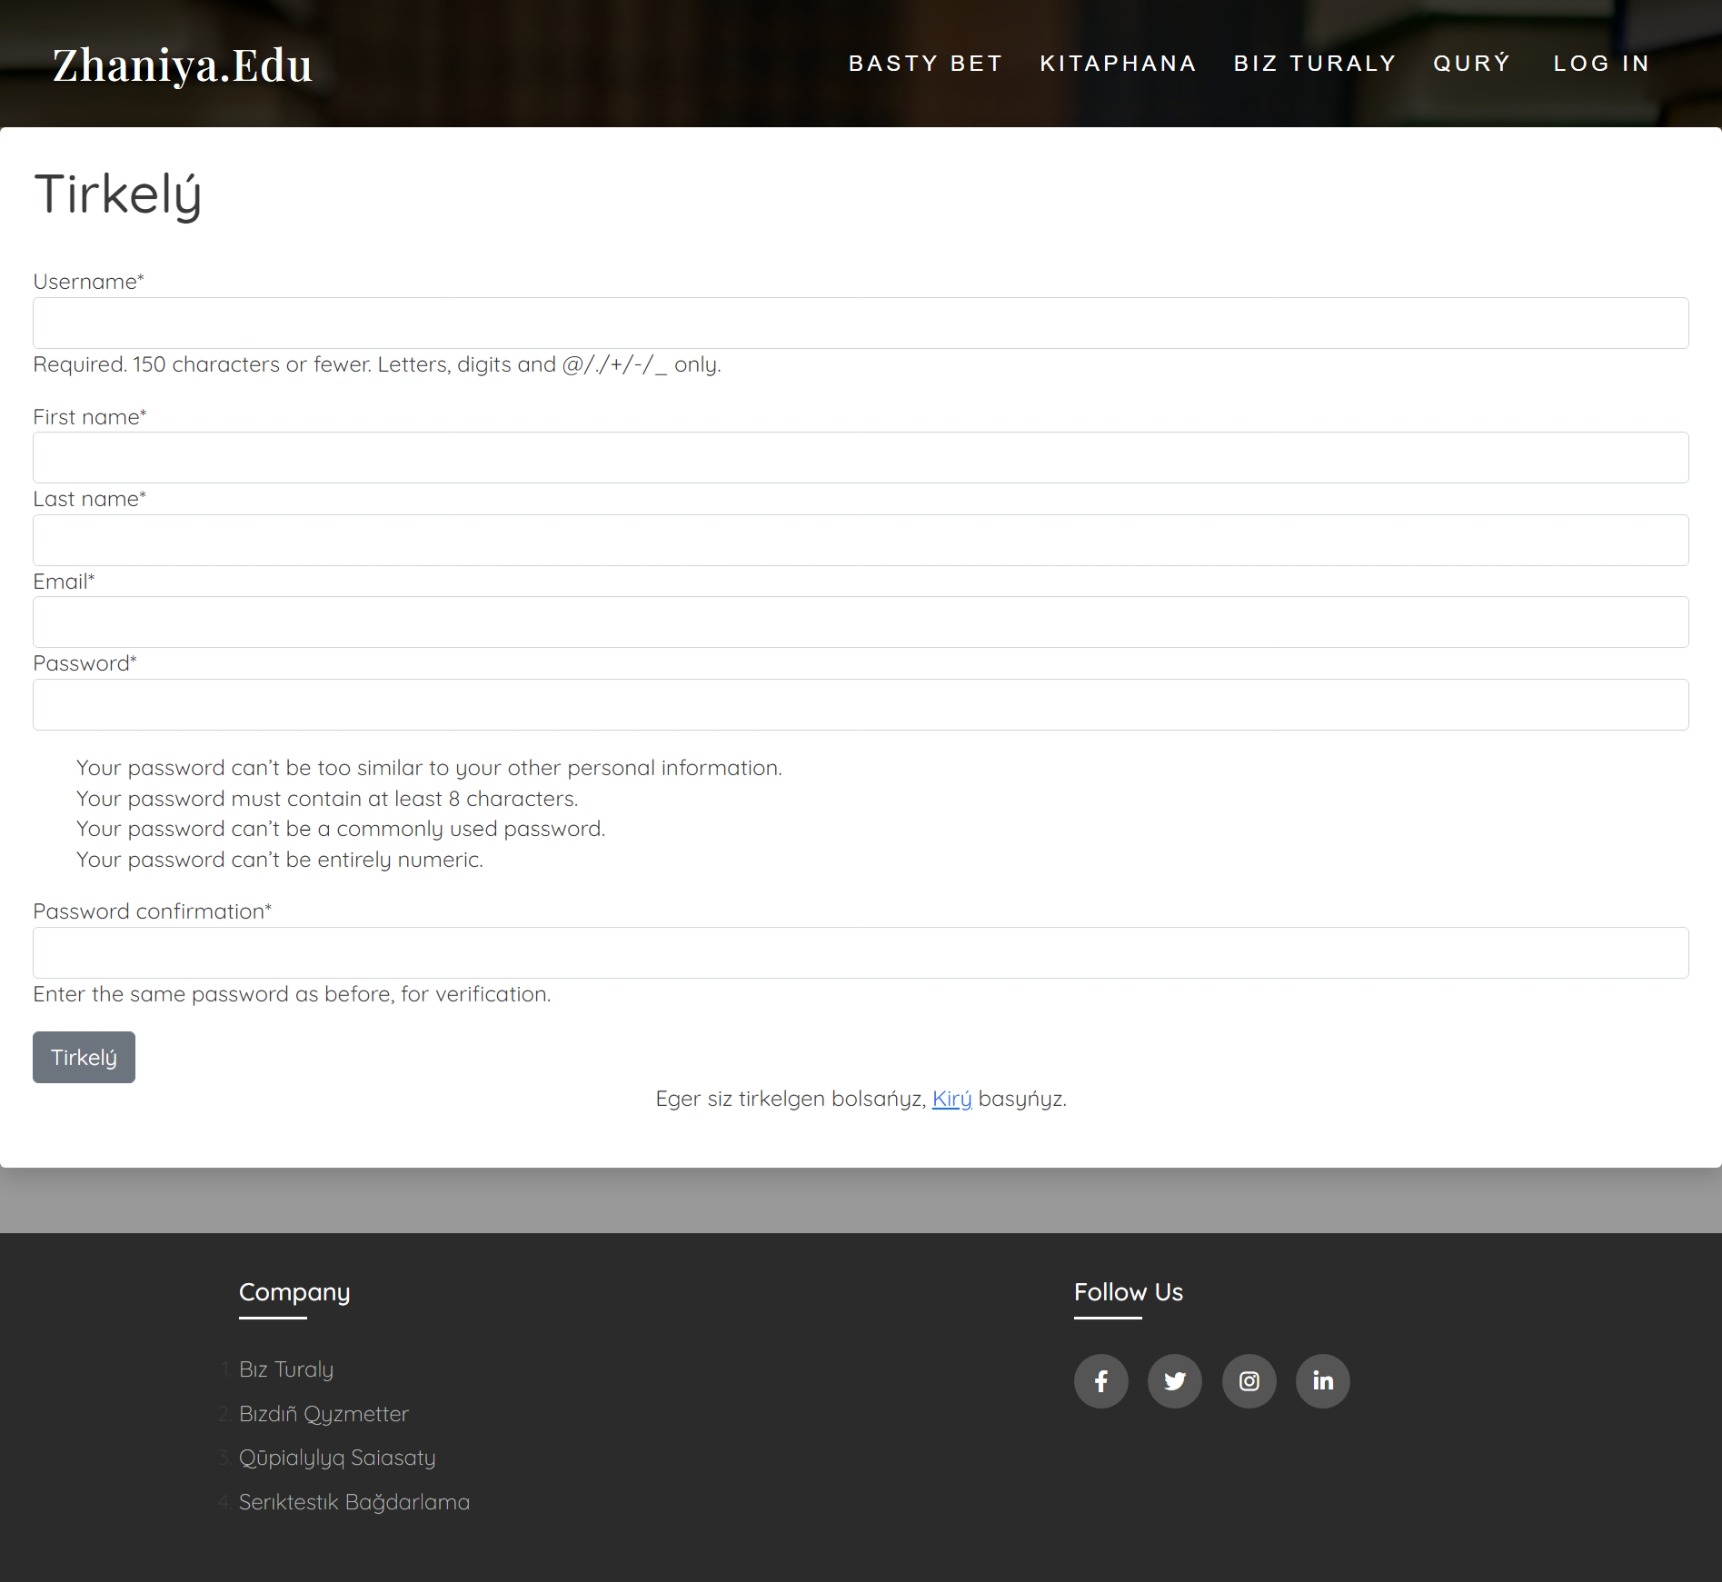 Zhaniya.Edu
BASTY BET KITAPHANA BIZ TURALY QURÝ LOG IN
Tirkelý
Username*
Required. 150 characters or fewer. Letters, digits and @/./+/-/_ only.
First name*
Last name*
Email*
Password*
Your password can’t be too similar to your other personal information.
Your password must contain at least 8 characters.
Your password can’t be a commonly used password.
Your password can’t be entirely numeric.
Password confirmation*
Enter the same password as before, for verification.
Tirkelý
Eger siz tirkelgen bolsańyz, Kirý basyńyz.
Company
1. Bız Turaly
2. Bızdıñ Qyzmetter
3. Qūpialylyq Saiasaty
4. Serıktestık Bağdarlama
Follow Us